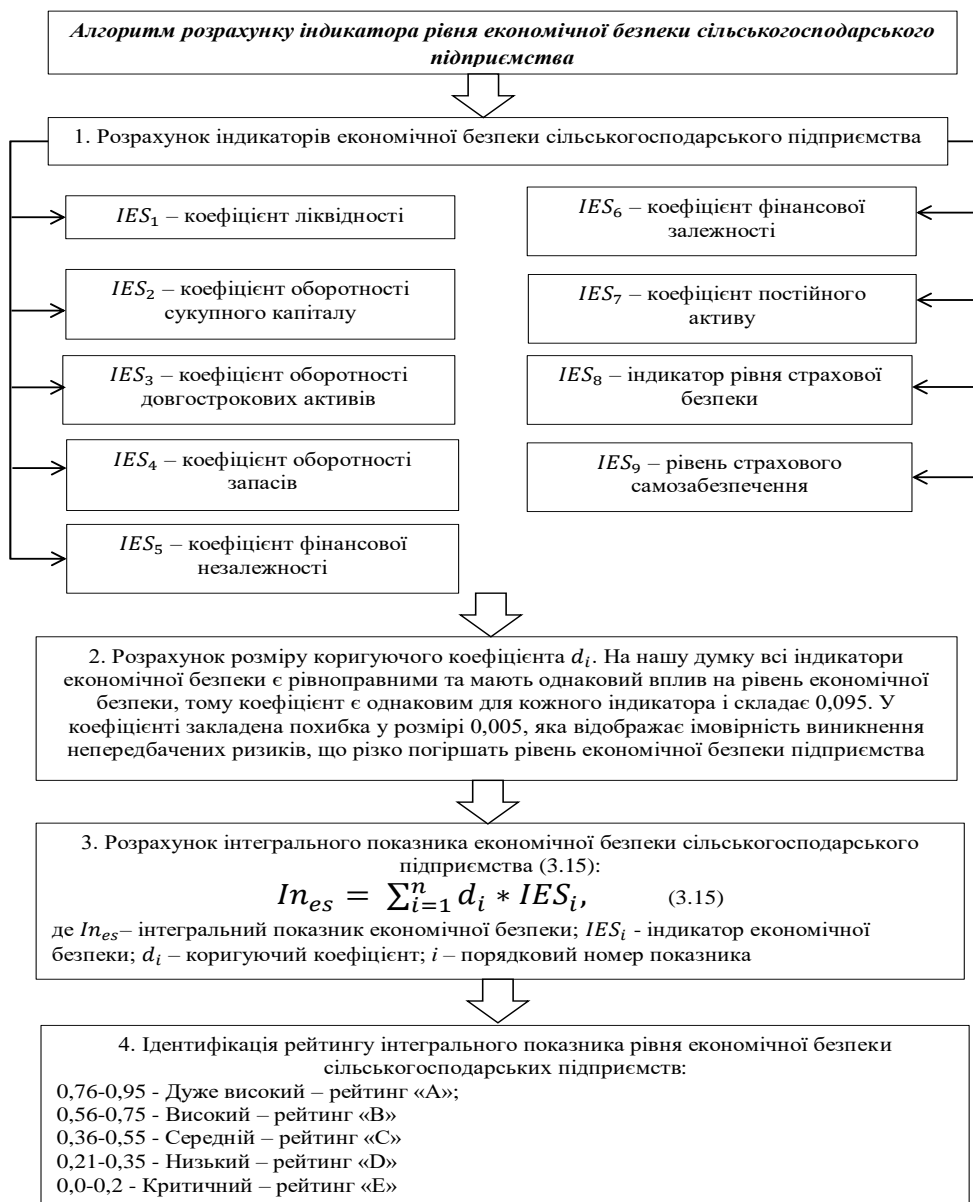 Алгоритм розрахунку індикатора рівня економічної безпеки сільськогосподарського
підприємства
1. Розрахунок індикаторів економічної безпеки сільськогосподарського підприємства
IES₁ – коефіцієнт ліквідності
IES₂ – коефіцієнт оборотності
сукупного капіталу
IES₃ – коефіцієнт оборотності
довгострокових активів
IES₄ – коефіцієнт оборотності
запасів
IES₅ – коефіцієнт фінансової
незалежності
IES₆ – коефіцієнт фінансової
залежності
IES₇ – коефіцієнт постійного
активу
IES₈ – індикатор рівня страхової
безпеки
IES₉ – рівень страхового
самозабезпечення
2. Розрахунок розміру коригуючого коефіцієнта dᵢ. На нашу думку всі індикатори
економічної безпеки є рівноправними та мають однаковий вплив на рівень економічної
безпеки, тому коефіцієнт є однаковим для кожного індикатора і складає 0,095. У
коефіцієнті закладена похибка у розмірі 0,005, яка відображає імовірність виникнення
непередбачених ризиків, що різко погіршать рівень економічної безпеки підприємства
3. Розрахунок інтегрального показника економічної безпеки сільськогосподарського
підприємства (3.15):
Inₑₛ = ∑ⁿᵢ₌₁ dᵢ * IESᵢ, (3.15)
де Inₑₛ– інтегральний показник економічної безпеки; IESᵢ - індикатор економічної
безпеки; dᵢ – коригуючий коефіцієнт; i – порядковий номер показника
4. Ідентифікація рейтингу інтегрального показника рівня економічної безпеки
сільськогосподарських підприємств:
0,76-0,95 - Дуже високий – рейтинг «А»;
0,56-0,75 - Високий – рейтинг «В»
0,36-0,55 - Середній – рейтинг «С»
0,21-0,35 - Низький – рейтинг «D»
0,0-0,2 - Критичний – рейтинг «Е»